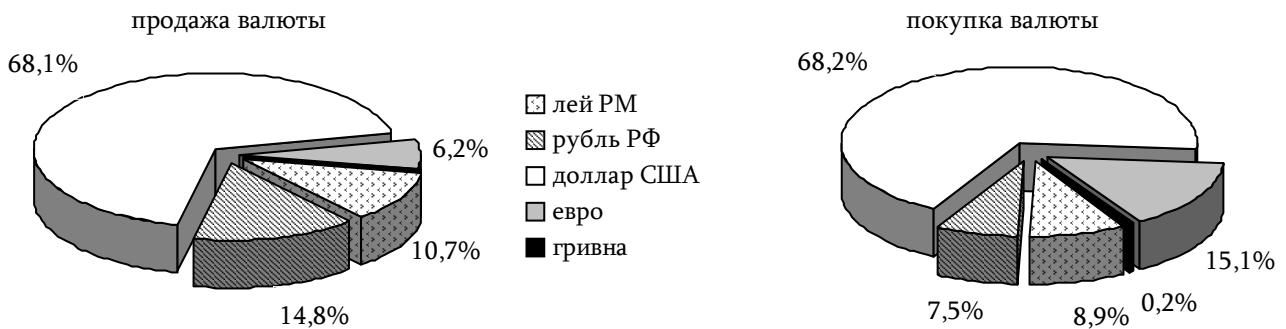 продажа валюты
68,1%
6,2%
10,7%
14,8%
лей РМ
рубль РФ
доллар США
евро
гривна
покупка валюты
68,2%
15,1%
0,2%
8,9%
7,5%